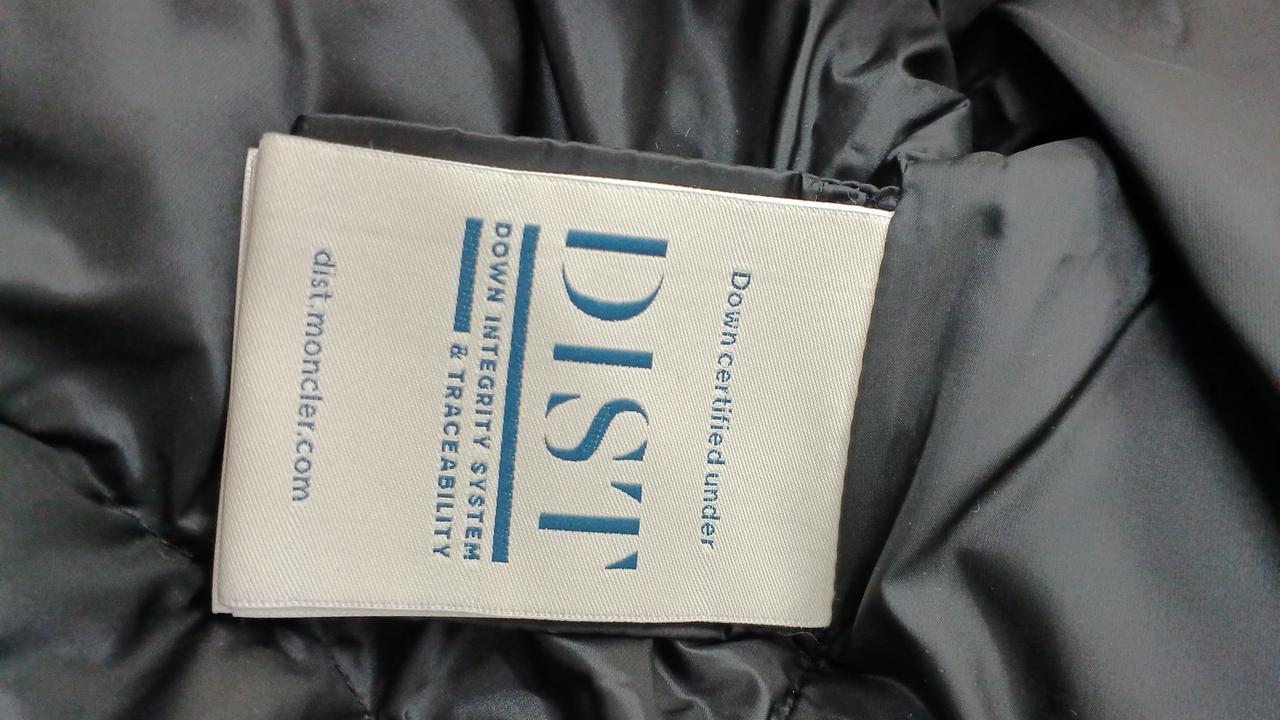 Down certified under
DIST
DOWN INTEGRITY SYSTEM
& TRACEABILITY
dist.moncler.com